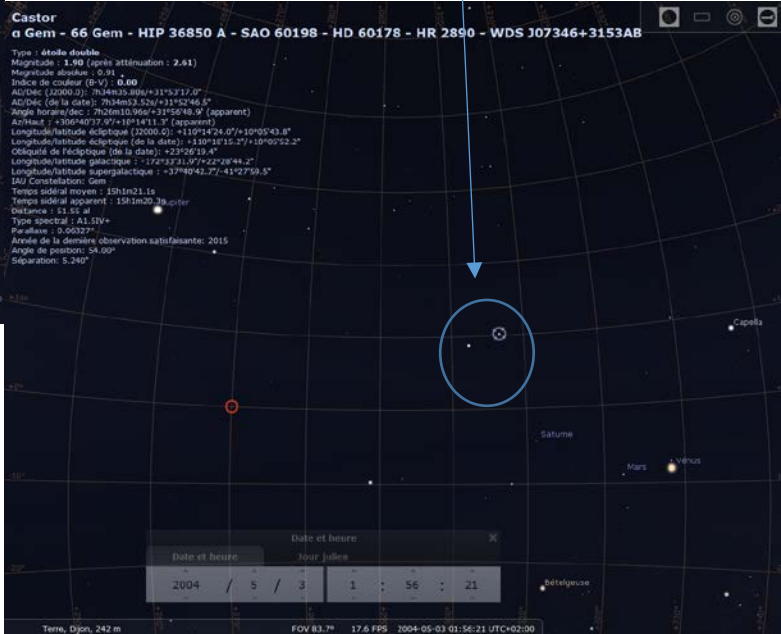 Castor
α Gem - 66 Gem - HIP 36850 A - SAO 60198 - HD 60178 - HR 2890 - WDS J07346+3153AB
Type : étoile double
Magnitude : 1.90 (après atténuation : 2.61)
Magnitude absolue : 0.91
Indice de couleur (B-V) : 0.00
AD/Déc (J2000.0): 7h34m35.80s/+31°53'17.0"
AD/Déc (de la date): 7h34m53.52s/+31°52'46.5"
Angle horaire/dec : 7h26m10.96s/+31°56'48.9" (apparent)
Az/Haut : +306°40'37.9"/+10°14'11.3" (apparent)
Longitude/latitude écliptique (J2000.0): +110°14'24.0"/+10°05'43.8"
Longitude/latitude écliptique (de la date): +110°18'15.2"/+10°05'52.2"
Obliquité de l'écliptique (de la date): +23°26'19.4"
Longitude/latitude galactique : -172°33'31.9"/+22°28'44.2"
Longitude/latitude supergalactique : +37°40'42.7"/-41°27'59.5"
IAU Constellation: Gem
Temps sidéral moyen : 15h1m21.1s
Temps sidéral apparent : 15h1m20.3s
Jupiter
Distance : 51.55 al
Type spectral : A1.5IV+
Parallaxe : 0.06327"
Année de la dernière observation satisfaisante: 2015
Angle de position: 54.00°
Séparation: 5.240"
Capella
Saturne
Mars
Vénus
Date et heure
Date et heure Jour julien
2004 / 5 / 3 1 : 56 : 21
Bételgeuse
Terre, Dijon, 242 m FOV 83.7° 17.6 FPS 2004-05-03 01:56:21 UTC+02:00